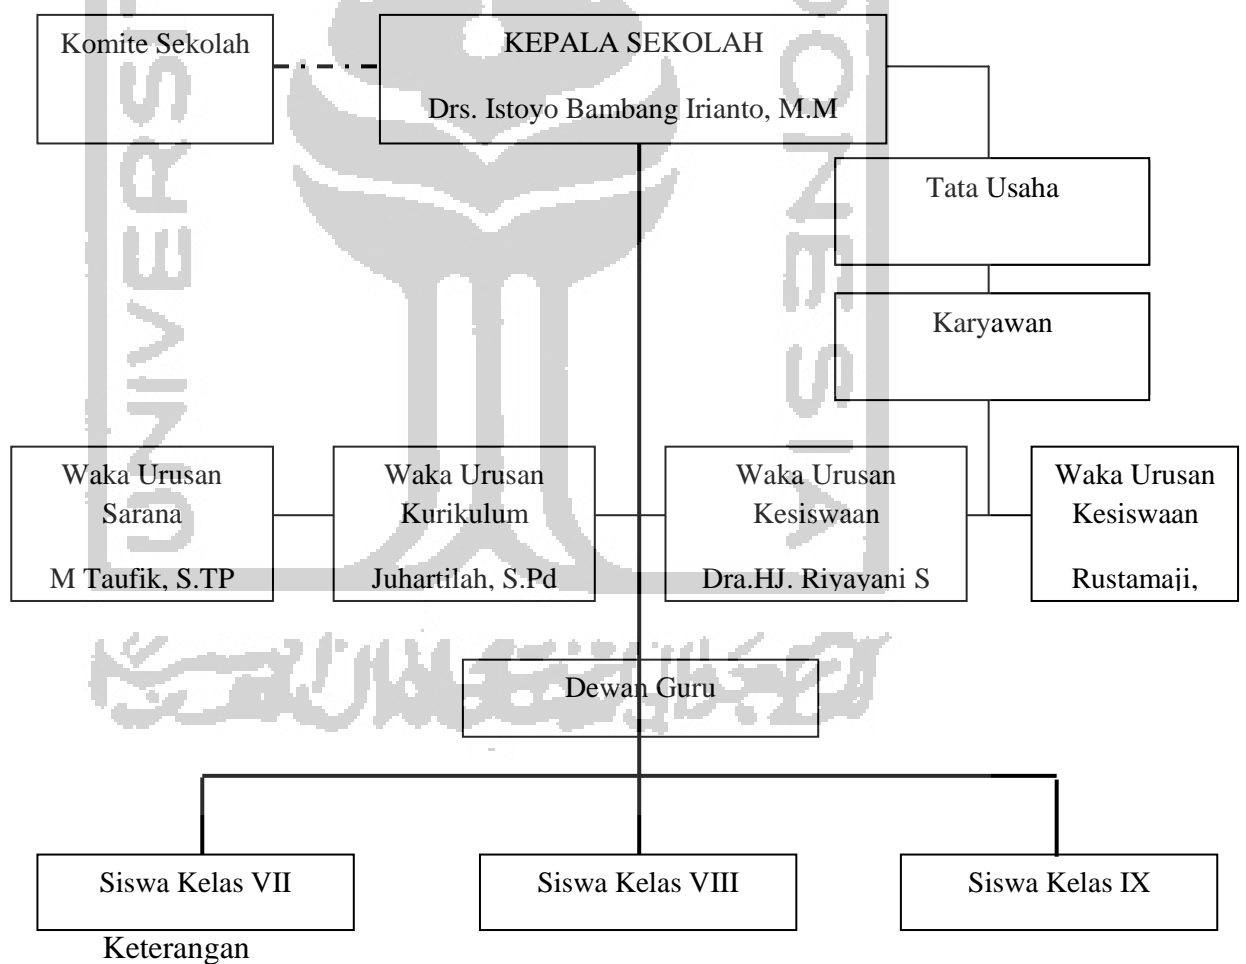 Komite Sekolah
KEPALA SEKOLAH
Drs. Istoyo Bambang Irianto, M.M
Tata Usaha
Karyawan
Waka Urusan
Sarana
M Taufik, S.TP
Waka Urusan
Kurikulum
Juhartilah, S.Pd
Waka Urusan
Kesiswaan
Dra.HJ. Riyayani S
Waka Urusan
Kesiswaan
Rustamaji,
Dewan Guru
Siswa Kelas VII
Siswa Kelas VIII
Siswa Kelas IX
Keterangan
UNIVERSIT